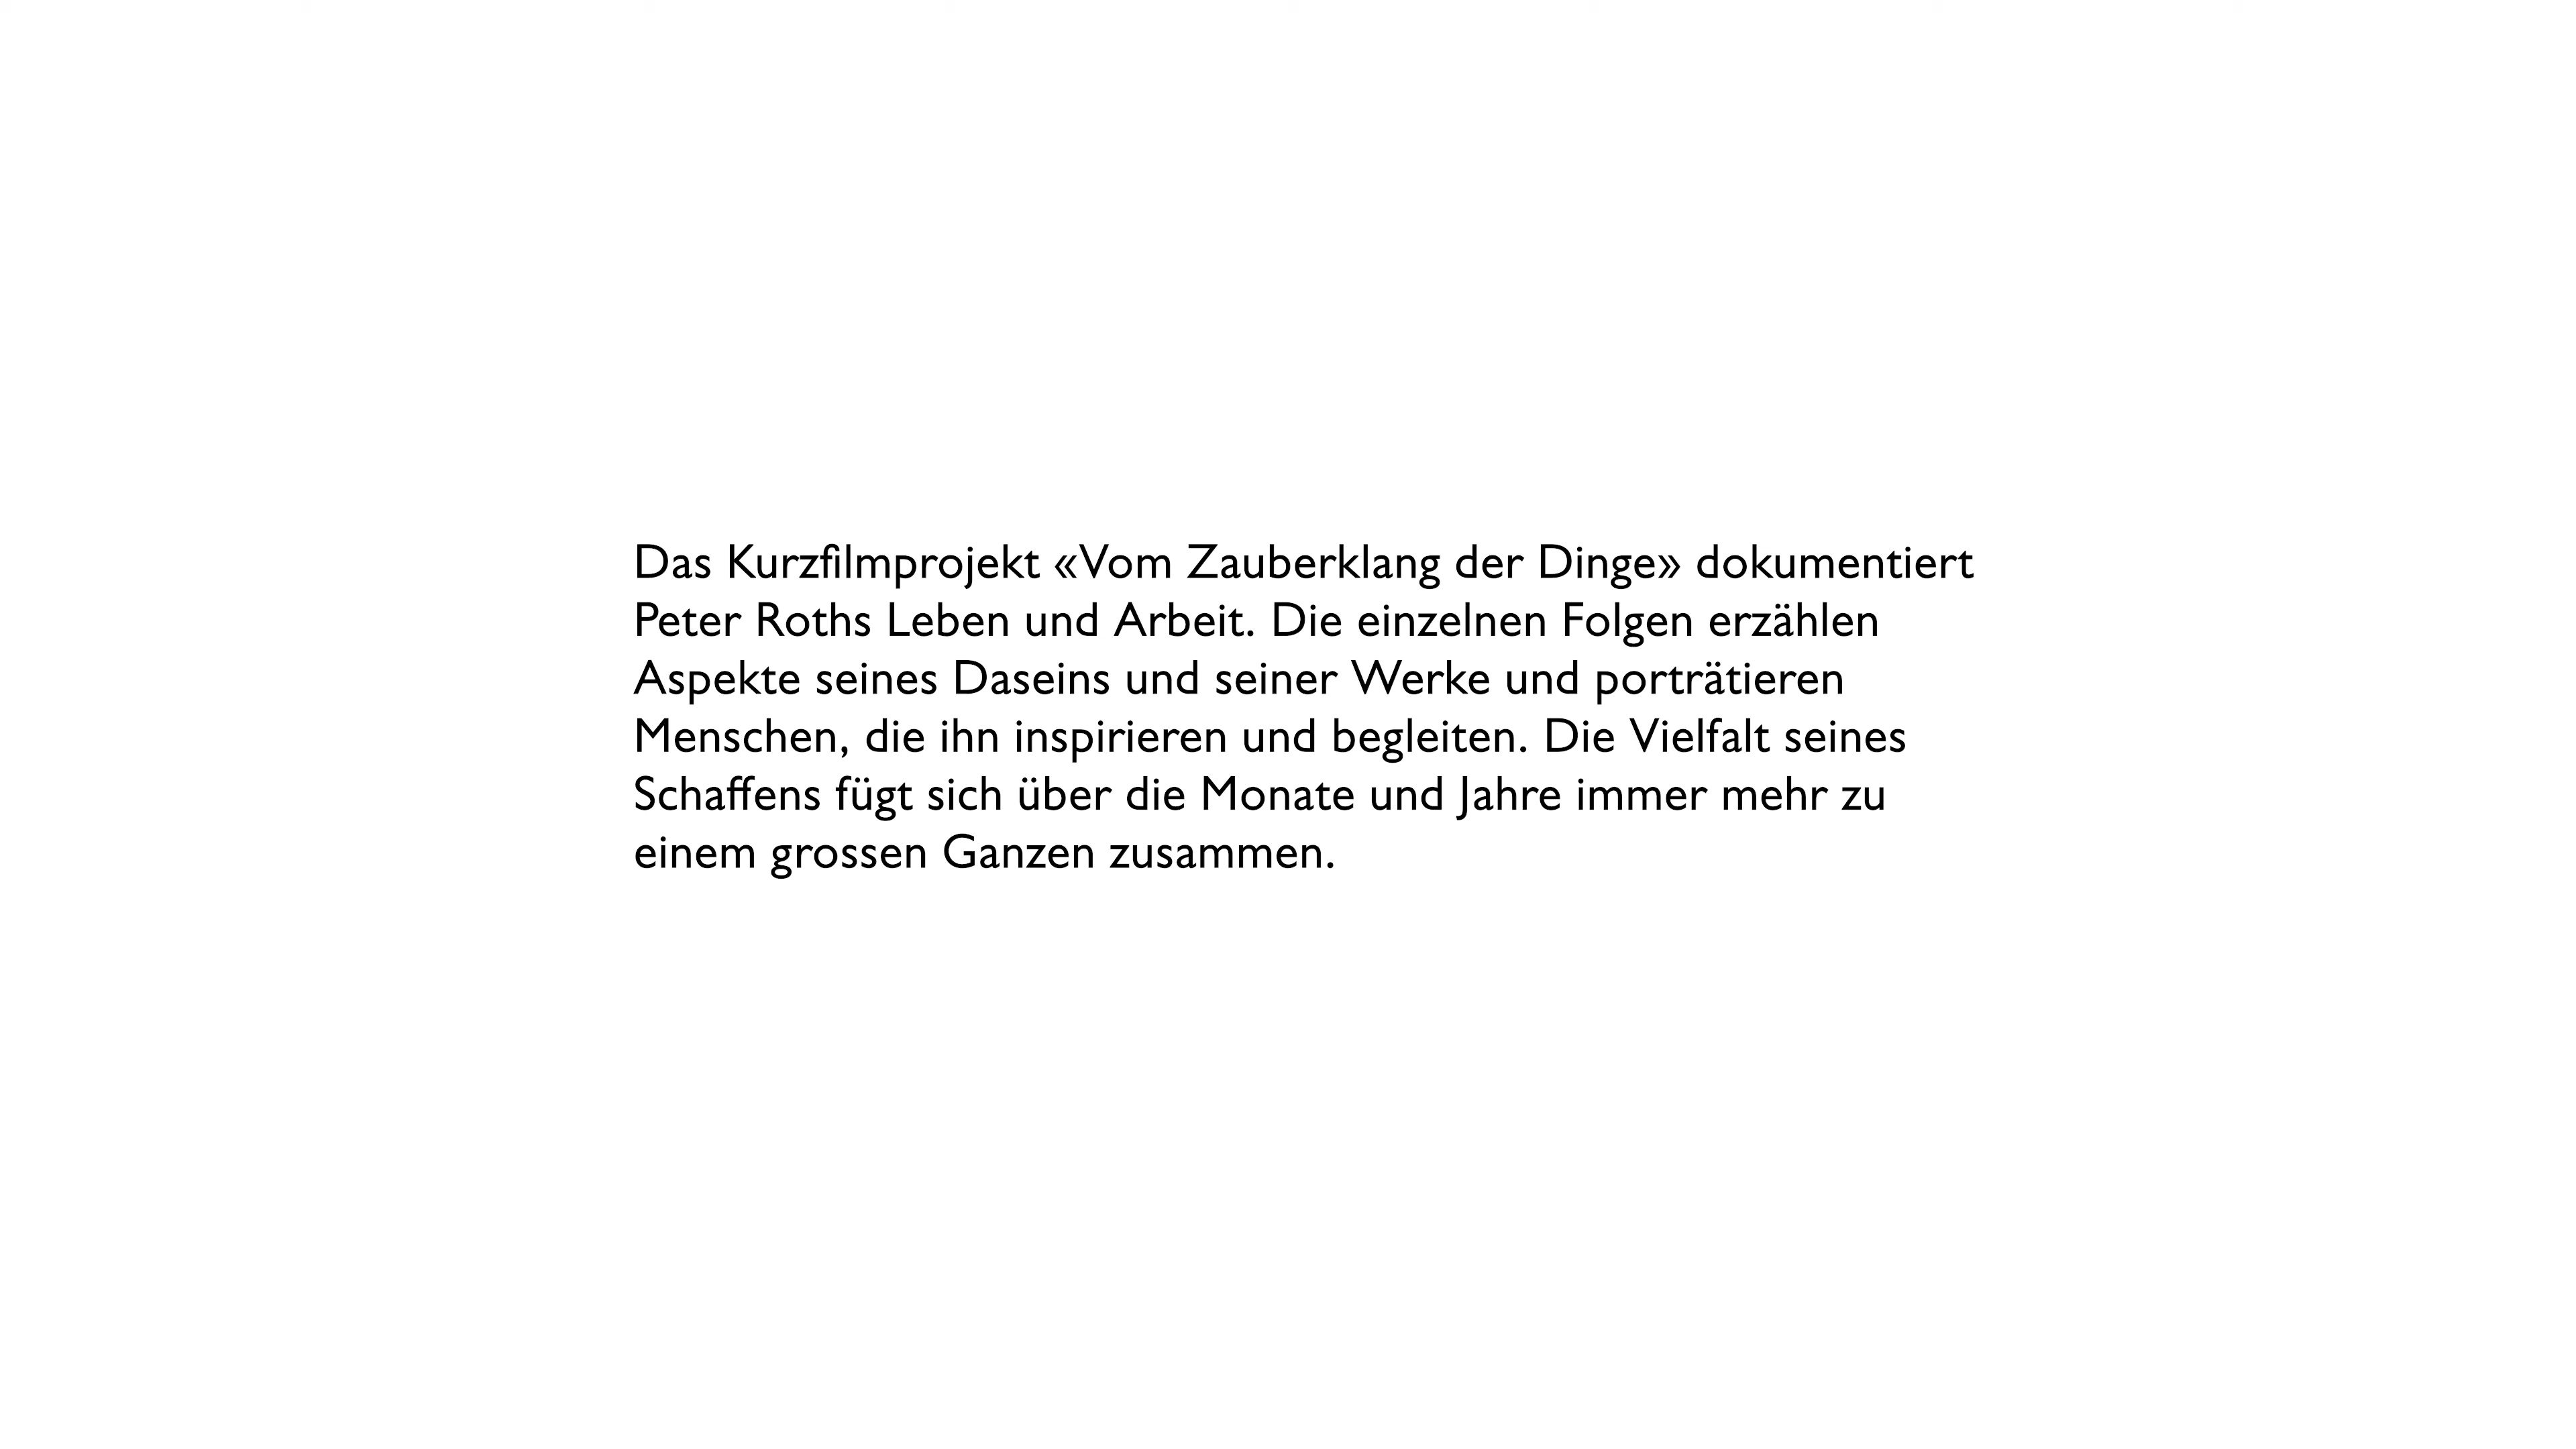 Das Kurzfilmprojekt «Vom Zauberklang der Dinge» dokumentiert
Peter Roths Leben und Arbeit. Die einzelnen Folgen erzählen
Aspekte seines Daseins und seiner Werke und porträtieren
Menschen, die ihn inspirieren und begleiten. Die Vielfalt seines
Schaffens fügt sich über die Monate und Jahre immer mehr zu
einem grossen Ganzen zusammen.